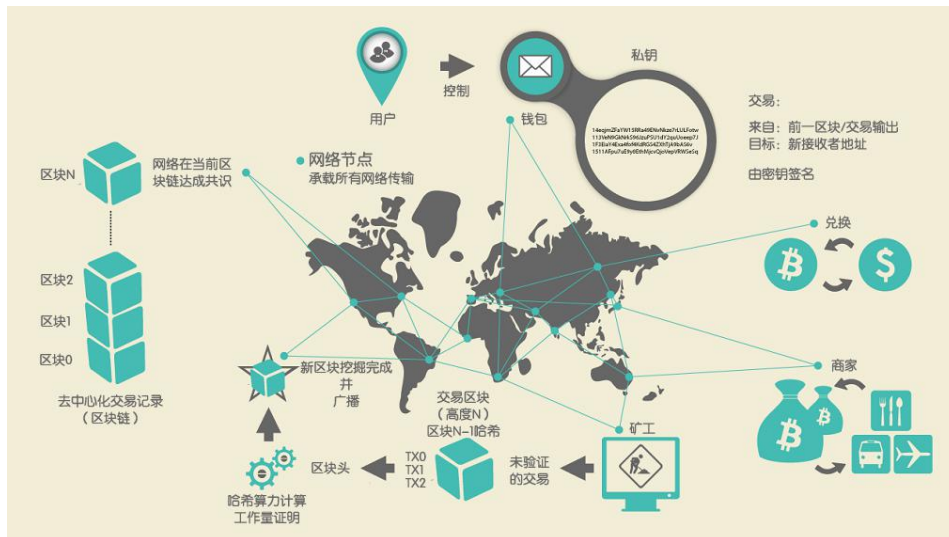 用户
控制
钱包
私钥
交易：
来自：前一区块/交易输出
目标：新接收者地址
由密钥签名
区块N
网络在当前区
块链达成共识
网络节点
承载所有网络传输
兑换
区块2
区块1
区块0
去中心化交易记录
（区块链）
新区块挖掘完成
并
广播
交易区块
（高度N）
区块N-1哈希
商家
矿工
TX0
TX1
TX2
区块头
未验证
的交易
哈希算力计算
工作量证明